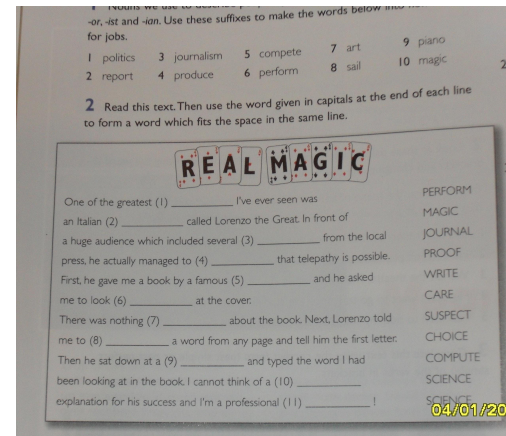 -or, -ist and -ian. Use these suffixes to make the words below
for jobs.
1 politics 3 journalism 5 compete 7 art 9 piano
2 report 4 produce 6 perform 8 sail 10 magic
2
2 Read this text. Then use the word given in capitals at the end of each line
to form a word which fits the space in the same line.
REAL MAGIC
One of the greatest (1) __________ I've ever seen was PERFORM
an Italian (2) __________ called Lorenzo the Great. In front of MAGIC
a huge audience which included several (3) __________ from the local JOURNAL
press, he actually managed to (4) __________ that telepathy is possible. PROOF
First, he gave me a book by a famous (5) __________ and he asked WRITE
me to look (6) __________ at the cover. CARE
There was nothing (7) __________ about the book. Next, Lorenzo told SUSPECT
me to (8) __________ a word from any page and tell him the first letter. CHOICE
Then he sat down at a (9) __________ and typed the word I had COMPUTE
been looking at in the book. I cannot think of a (10) __________ SCIENCE
explanation for his success and I'm a professional (11) __________ ! SCIENCE
04/01/20